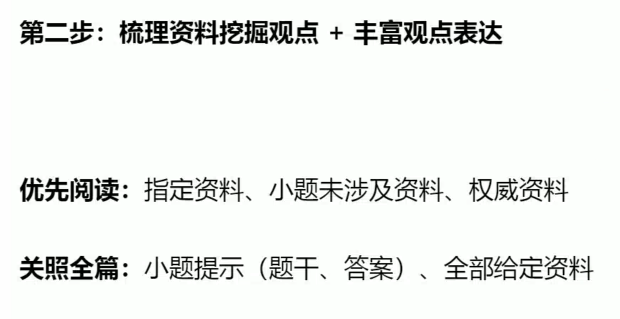 第二步：梳理资料挖掘观点 + 丰富观点表达
优先阅读：指定资料、小题未涉及资料、权威资料
关照全篇：小题提示（题干、答案）、全部给定资料